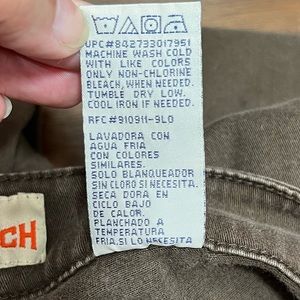 UPC#842733017951
MACHINE WASH COLD
WITH LIKE COLORS
ONLY NON-CHLORINE
BLEACH, WHEN NEEDED.
TUMBLE DRY LOW.
COOL IRON IF NEEDED.
RFC#910911-9L0
LAVADORA CON
AGUA FRIA
CON COLORES
SIMILARES.
SOLO BLANQUEADOR
SIN CLORO SI NECESITA.
SECA DORA EN
CICLO BAJO
DE CALOR.
PLANCHADO A
TEMPERATURA
FRIA.SI LO NECESITA.
CH